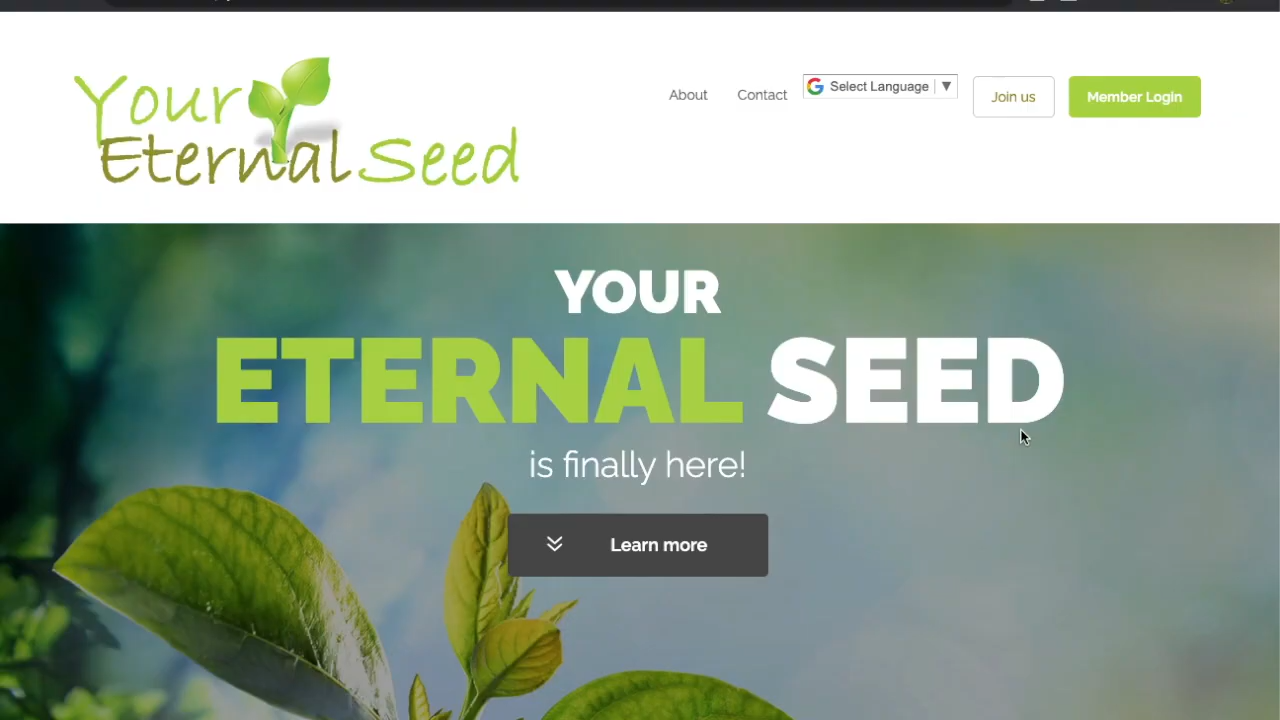 Your
Eternal Seed
About
Contact
Select Language
Join us
Member Login
YOUR
ETERNAL SEED
is finally here!
Learn more